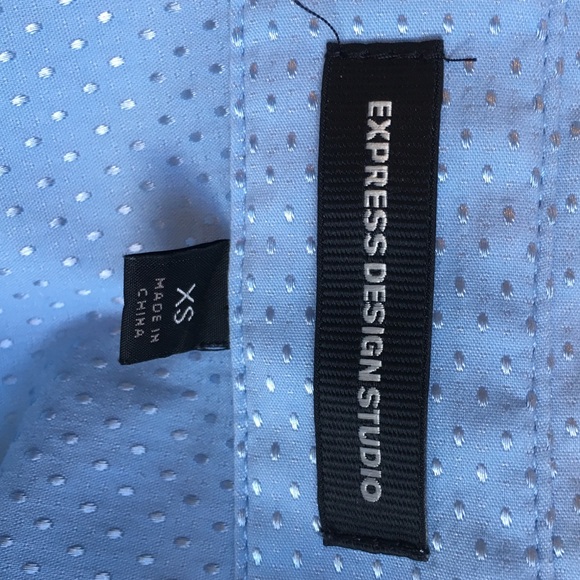 EXPRESS DESIGN STUDIO
XS
MADE IN
CHINA